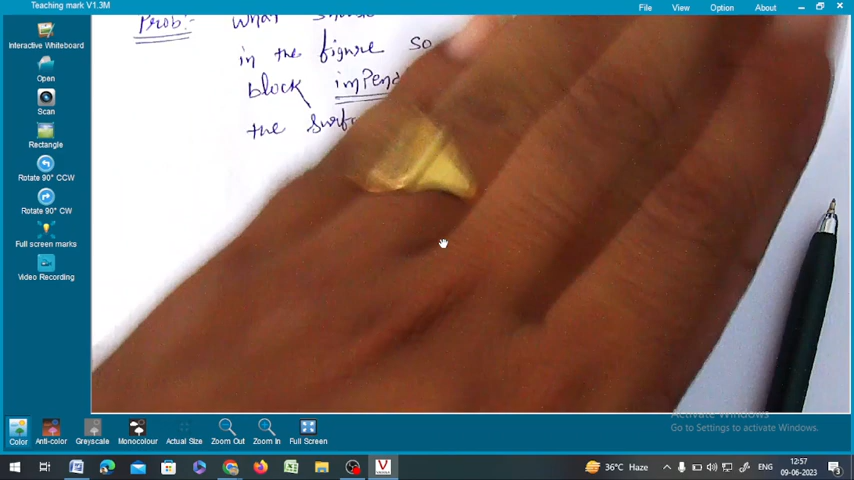 Teaching mark V1.3M
File View Option About
Interactive Whiteboard
Open
Scan
Rectangle
Rotate 90° CCW
Rotate 90° CW
Full screen marks
Video Recording
Prob:-
in the figure so
block
the
Color Anti-color Greyscale Monocolour Actual Size Zoom Out Zoom In Full Screen
Activate Windows
Go to Settings to activate Windows.
36°C Haze
ENG
12:57
09-06-2023